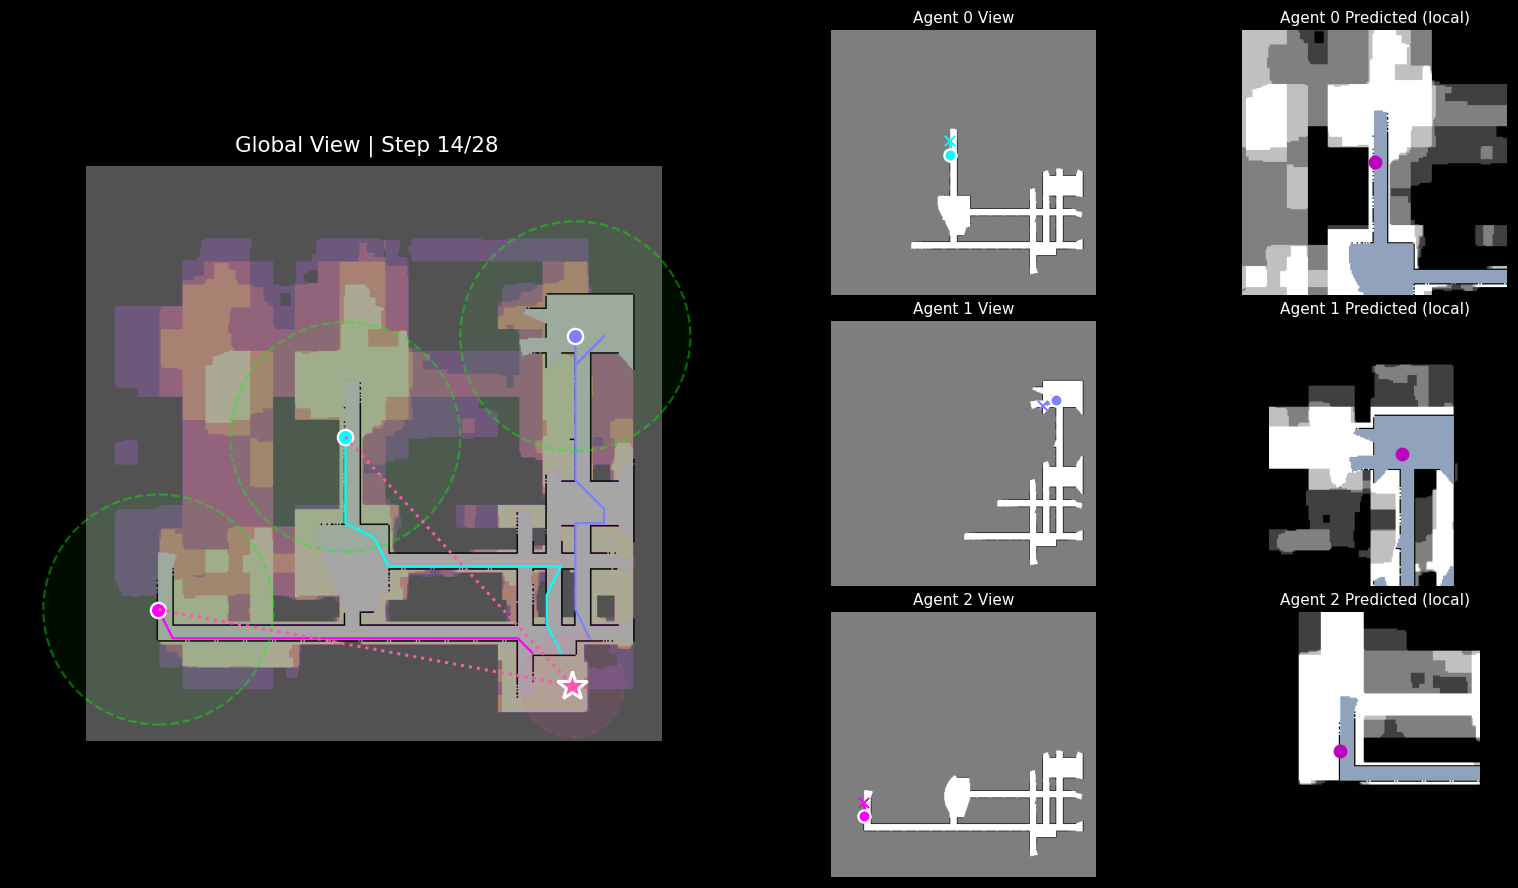 Global View | Step 14/28
Agent 0 View
Agent 0 Predicted (local)
Agent 1 View
Agent 1 Predicted (local)
Agent 2 View
Agent 2 Predicted (local)